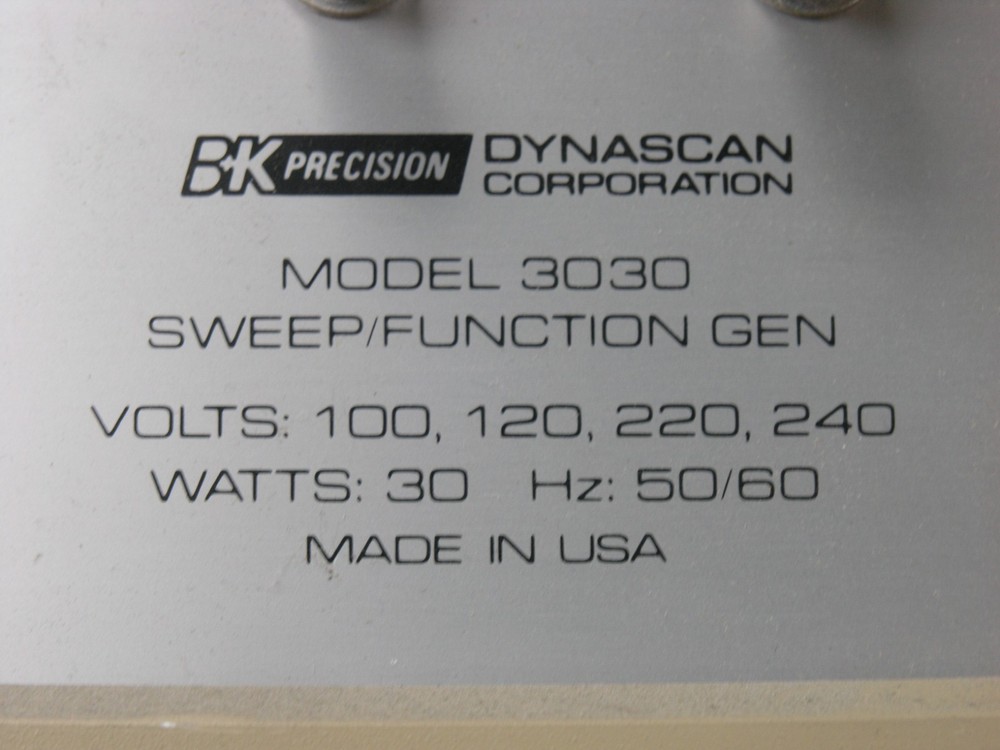 B+K PRECISION DYNASCAN CORPORATION
MODEL 3030
SWEEP/FUNCTION GEN
VOLTS: 100, 120, 220, 240
WATTS: 30 Hz: 50/60
MADE IN USA